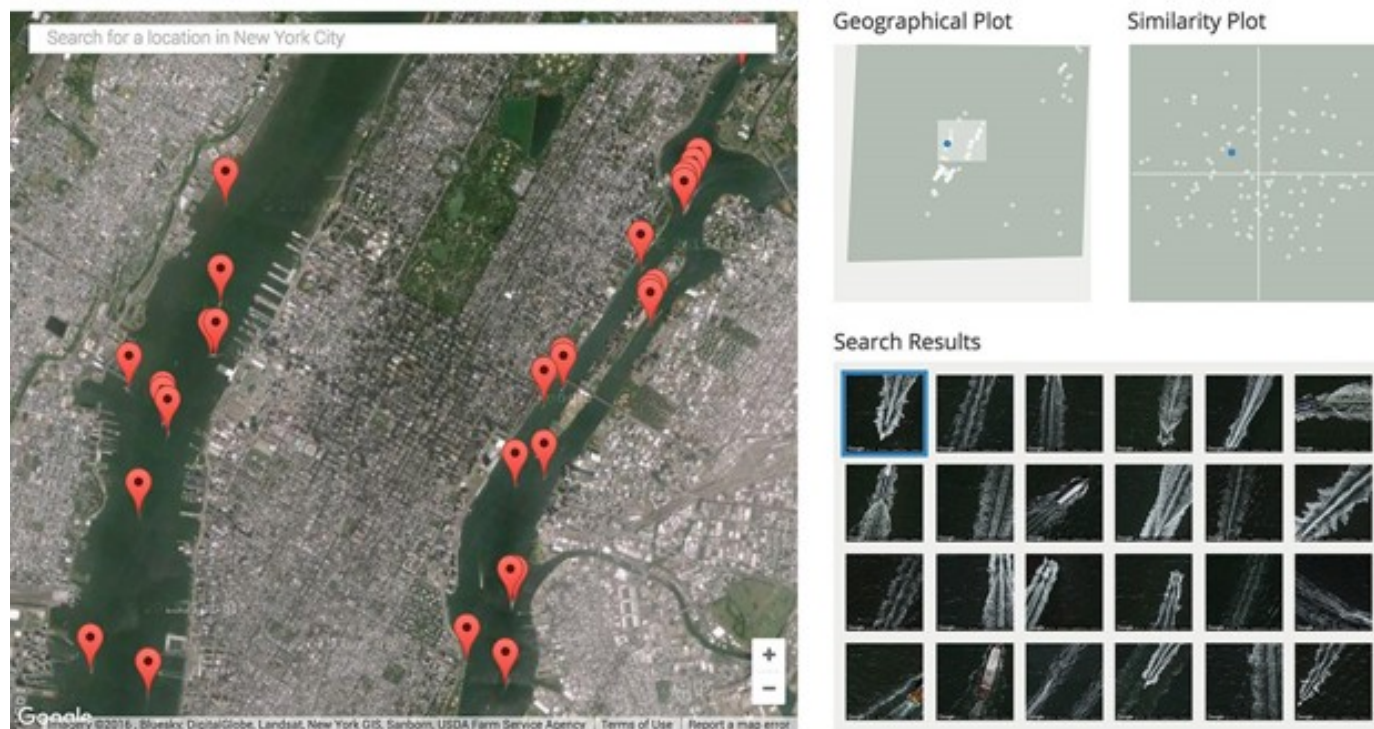 Search for a location in New York City
Geographical Plot
Similarity Plot
Search Results
+
−
Google
Imagery ©2016 , Bluesky, DigitalGlobe, Landsat, New York GIS, Sanborn, USDA Farm Service Agency
Terms of Use
Report a map error